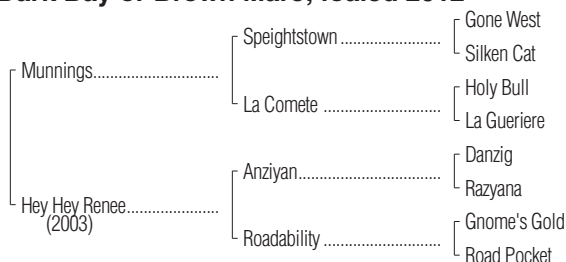 Dark Bay or Brown Mare; foaled 2012
Gone West
Speightstown ........................
Silken Cat
Munnings..............................
Holy Bull
La Comete ............................
La Gueriere
Danzig
Anziyan..................................
Razyana
Hey Hey Renee......................
(2003)
Gnome's Gold
Roadability ............................
Road Pocket